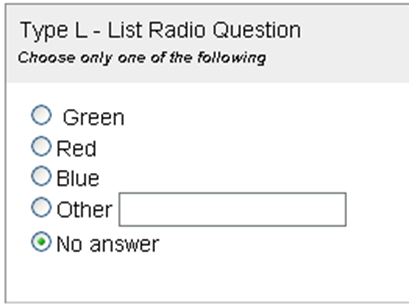 Type L - List Radio Question
Choose only one of the following
Green
Red
Blue
Other
No answer